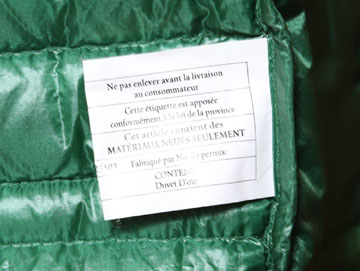 Ne pas enlever avant la livraison
au consommateur
Cette étiquette est apposée
conformément à la loi de la province
Cet article contient des
MATÉRIAUX NEUFS SEULEMENT
Fabriqué par No. de permis:
CONTENU
Duvet D'oie